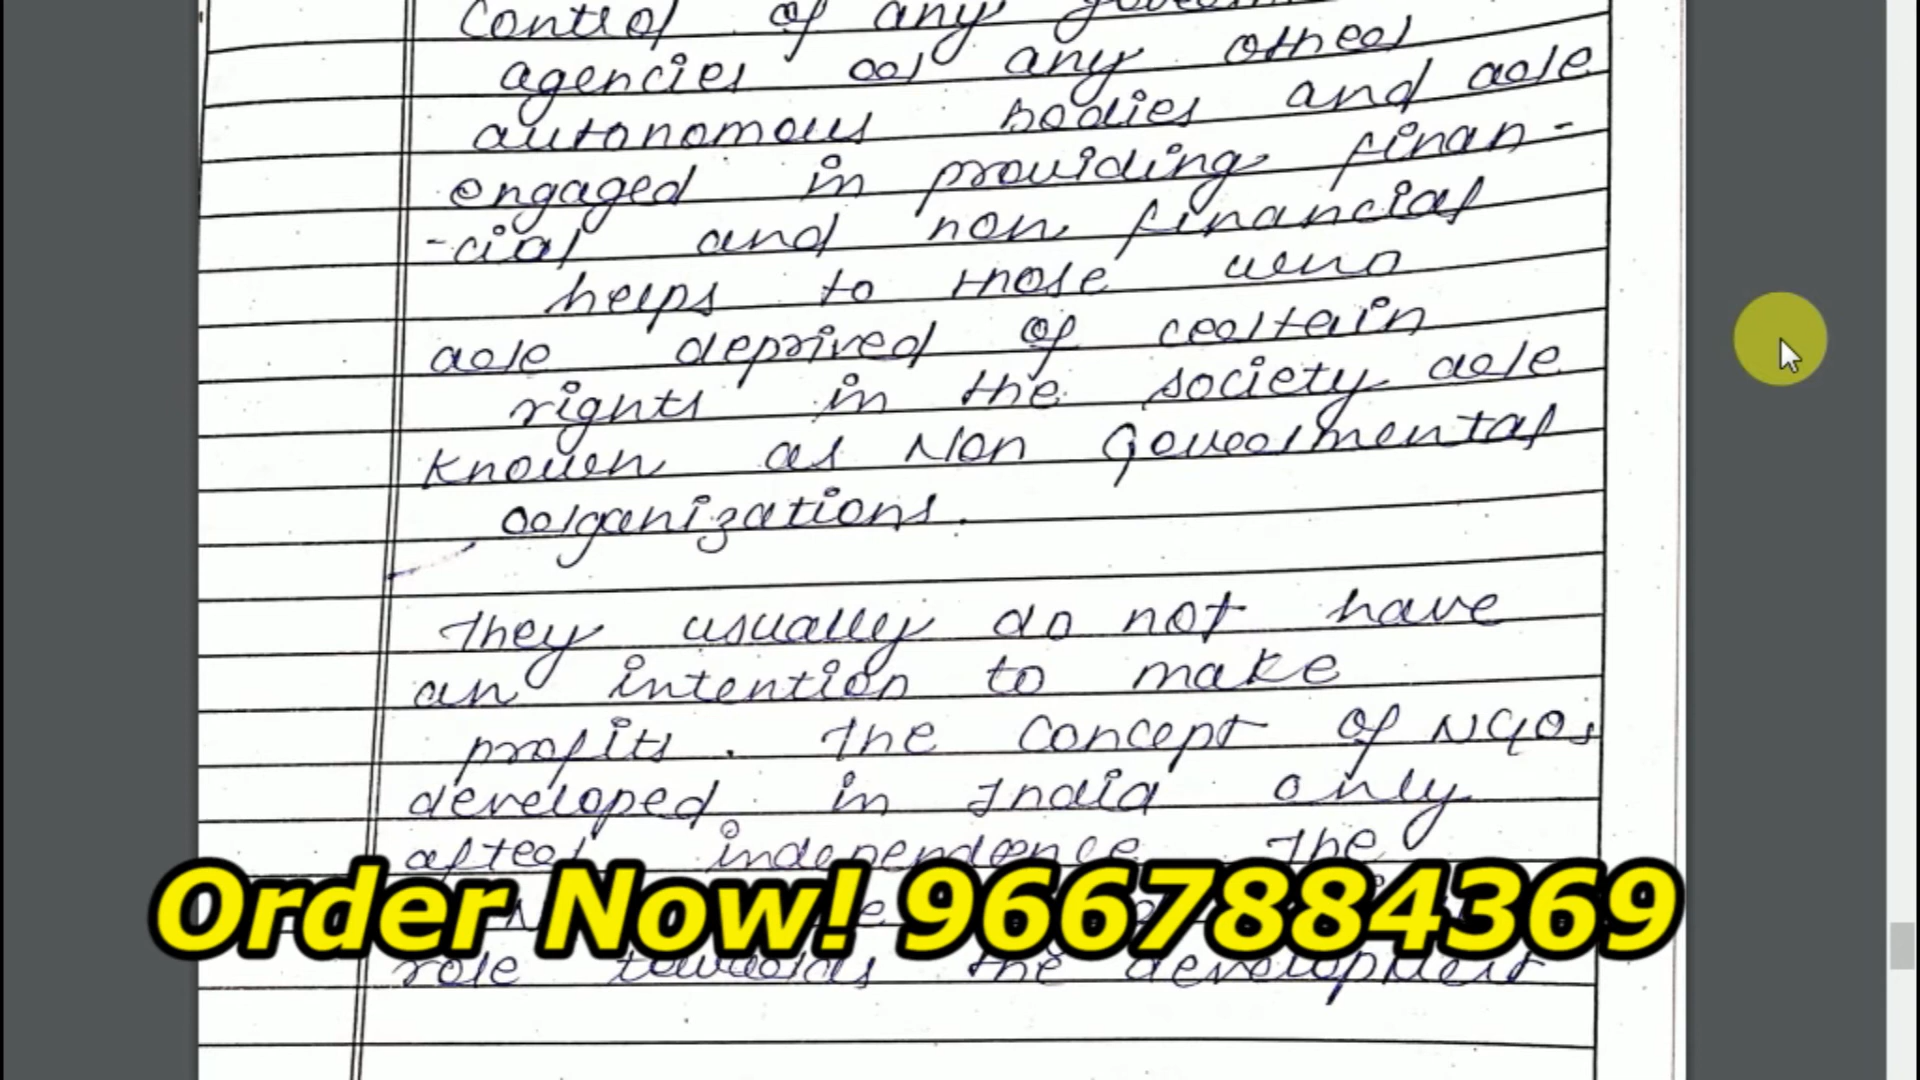 Control of any
agencies or any other
autonomous bodies and are
engaged in providing finan-
-cial and non financial
helps to those who
are deprived of certain
rights in the society are
known as Non Govermental
organizations.
They usually do not have
an intention to make
profits. The concept of NGOs
developed in India only
after independence. The
Order Now! 9667884369
role towards the development